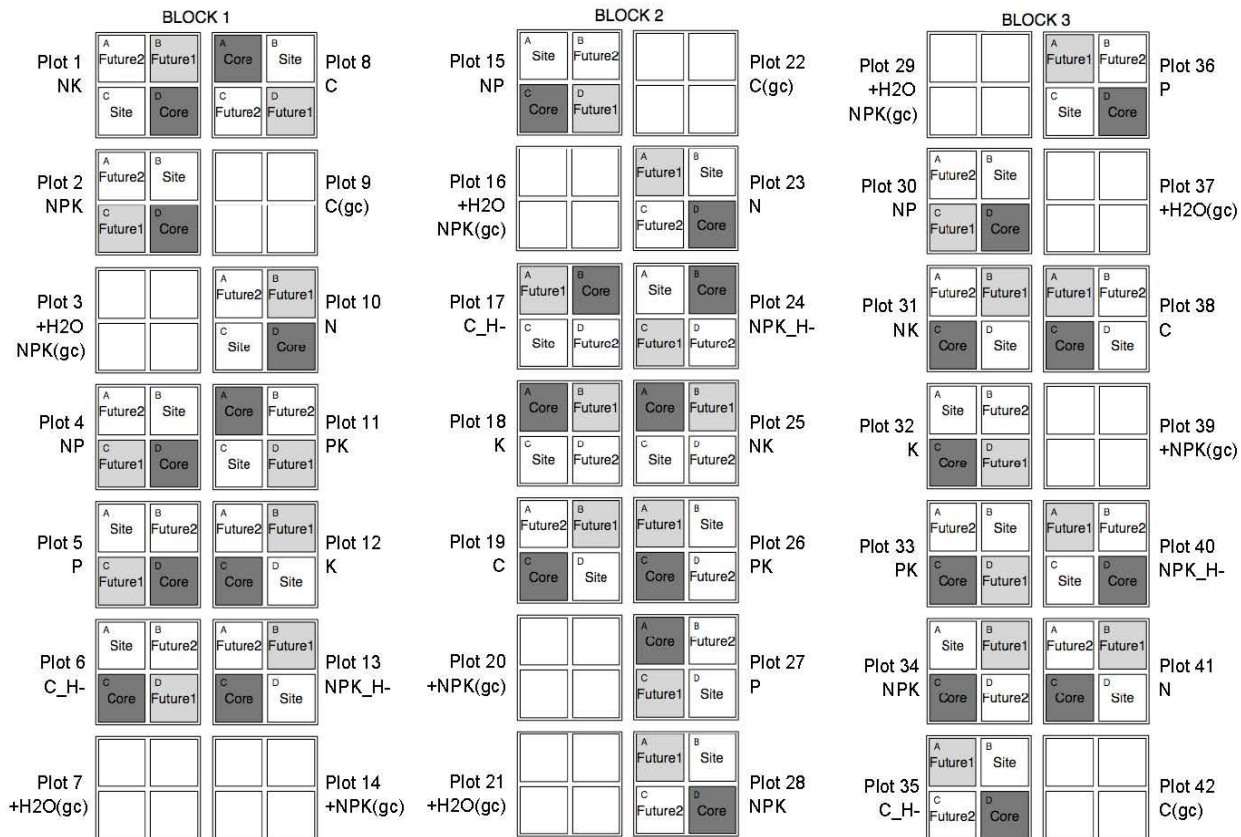 BLOCK 1
Plot 1
NK
A Future2 B Future1
C Site D Core
A Core B Site
C Future2 D Future1
Plot 8
C
Plot 2
NPK
A Future2 B Site
C Future1 D Core
Plot 9
C(gc)
Plot 3
+H2O
NPK(gc)
A Future2 B Future1
C Site D Core
Plot 10
N
Plot 4
NP
A Future2 B Site
C Future1 D Core
A Core B Future2
C Site D Future1
Plot 11
PK
Plot 5
P
A Site B Future2
C Future1 D Core
A Future2 B Future1
C Core D Site
Plot 12
K
Plot 6
C_H-
A Site B Future2
C Core D Future1
A Future2 B Future1
C Core D Site
Plot 13
NPK_H-
Plot 7
+H2O(gc)
Plot 14
+NPK(gc)
BLOCK 2
Plot 15
NP
A Site B Future2
C Core D Future1
Plot 22
C(gc)
Plot 16
+H2O
NPK(gc)
A Future1 B Site
C Future2 D Core
Plot 23
N
Plot 17
C_H-
A Future1 B Core
C Site D Future2
A Site B Core
C Future1 D Future2
Plot 24
NPK_H-
Plot 18
K
A Core B Future1
C Site D Future2
A Core B Future1
C Site D Future2
Plot 25
NK
Plot 19
C
A Future2 B Future1
C Core D Site
A Future1 B Site
C Core D Future2
Plot 26
PK
Plot 20
+NPK(gc)
A Core B Future2
C Future1 D Site
Plot 27
P
Plot 21
+H2O(gc)
A Future1 B Site
C Future2 D Core
Plot 28
NPK
BLOCK 3
Plot 29
+H2O
NPK(gc)
A Future1 B Future2
C Site D Core
Plot 36
P
Plot 30
NP
A Future2 B Site
C Future1 D Core
Plot 37
+H2O(gc)
Plot 31
NK
A Future2 B Future1
C Core D Site
A Future1 B Future2
C Core D Site
Plot 38
C
Plot 32
K
A Site B Future2
C Core D Future1
Plot 39
+NPK(gc)
Plot 33
PK
A Future2 B Site
C Core D Future1
A Future1 B Future2
C Site D Core
Plot 40
NPK_H-
Plot 34
NPK
A Site B Future1
C Core D Future2
A Future2 B Future1
C Core D Site
Plot 41
N
Plot 35
C_H-
A Future1 B Site
C Future2 D Core
Plot 42
C(gc)